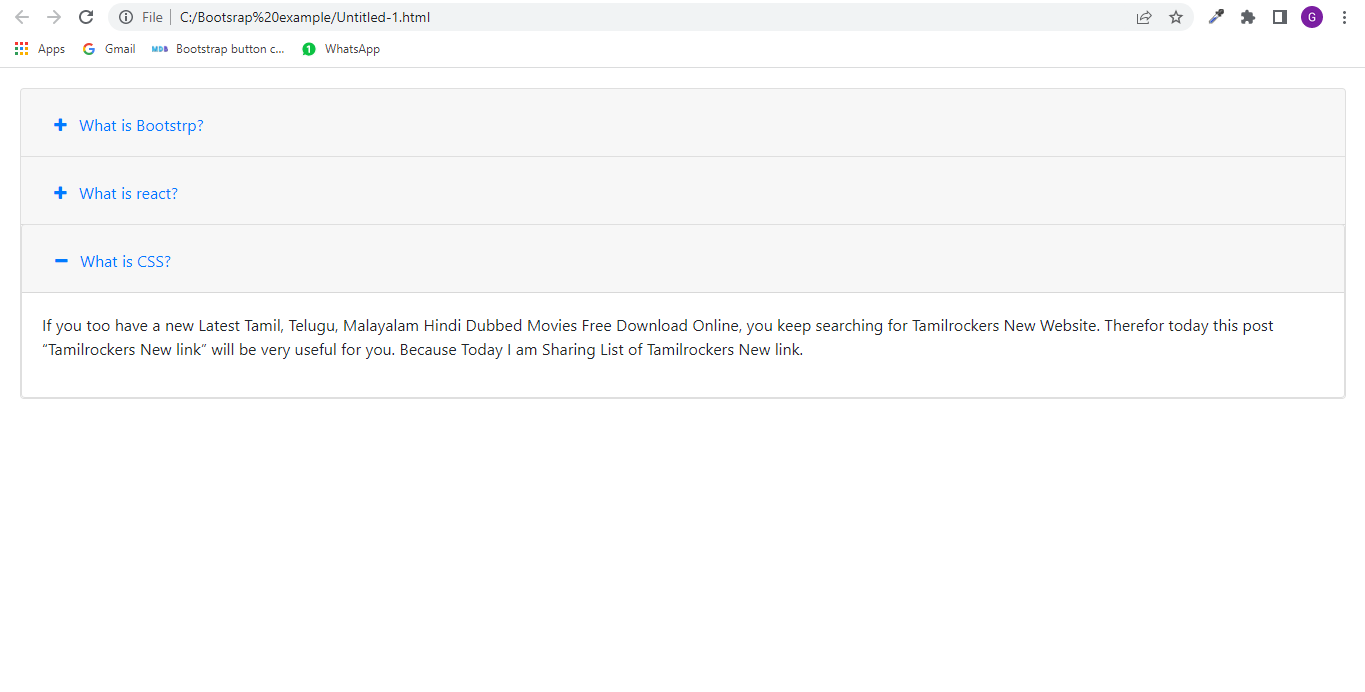 File C:/Bootsrap%20example/Untitled-1.html G
Apps Gmail MDB Bootstrap button c... 1 WhatsApp
What is Bootstrp?
What is react?
What is CSS?
If you too have a new Latest Tamil, Telugu, Malayalam Hindi Dubbed Movies Free Download Online, you keep searching for Tamilrockers New Website. Therefor today this post
“Tamilrockers New link” will be very useful for you. Because Today I am Sharing List of Tamilrockers New link.